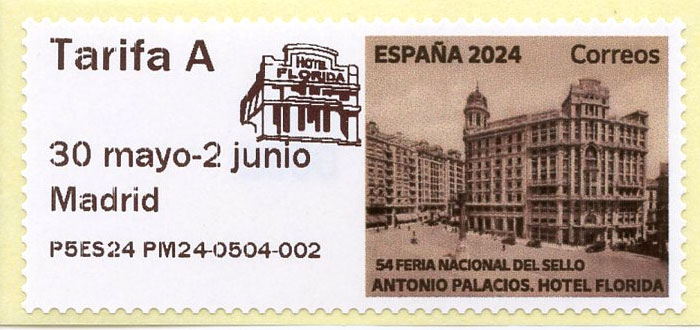 Tarifa A
HOTEL
FLORIDA
30 mayo-2 junio
Madrid
P5ES24 PM24-0504-002
ESPAÑA 2024
Correos
54 FERIA NACIONAL DEL SELLO
ANTONIO PALACIOS. HOTEL FLORIDA